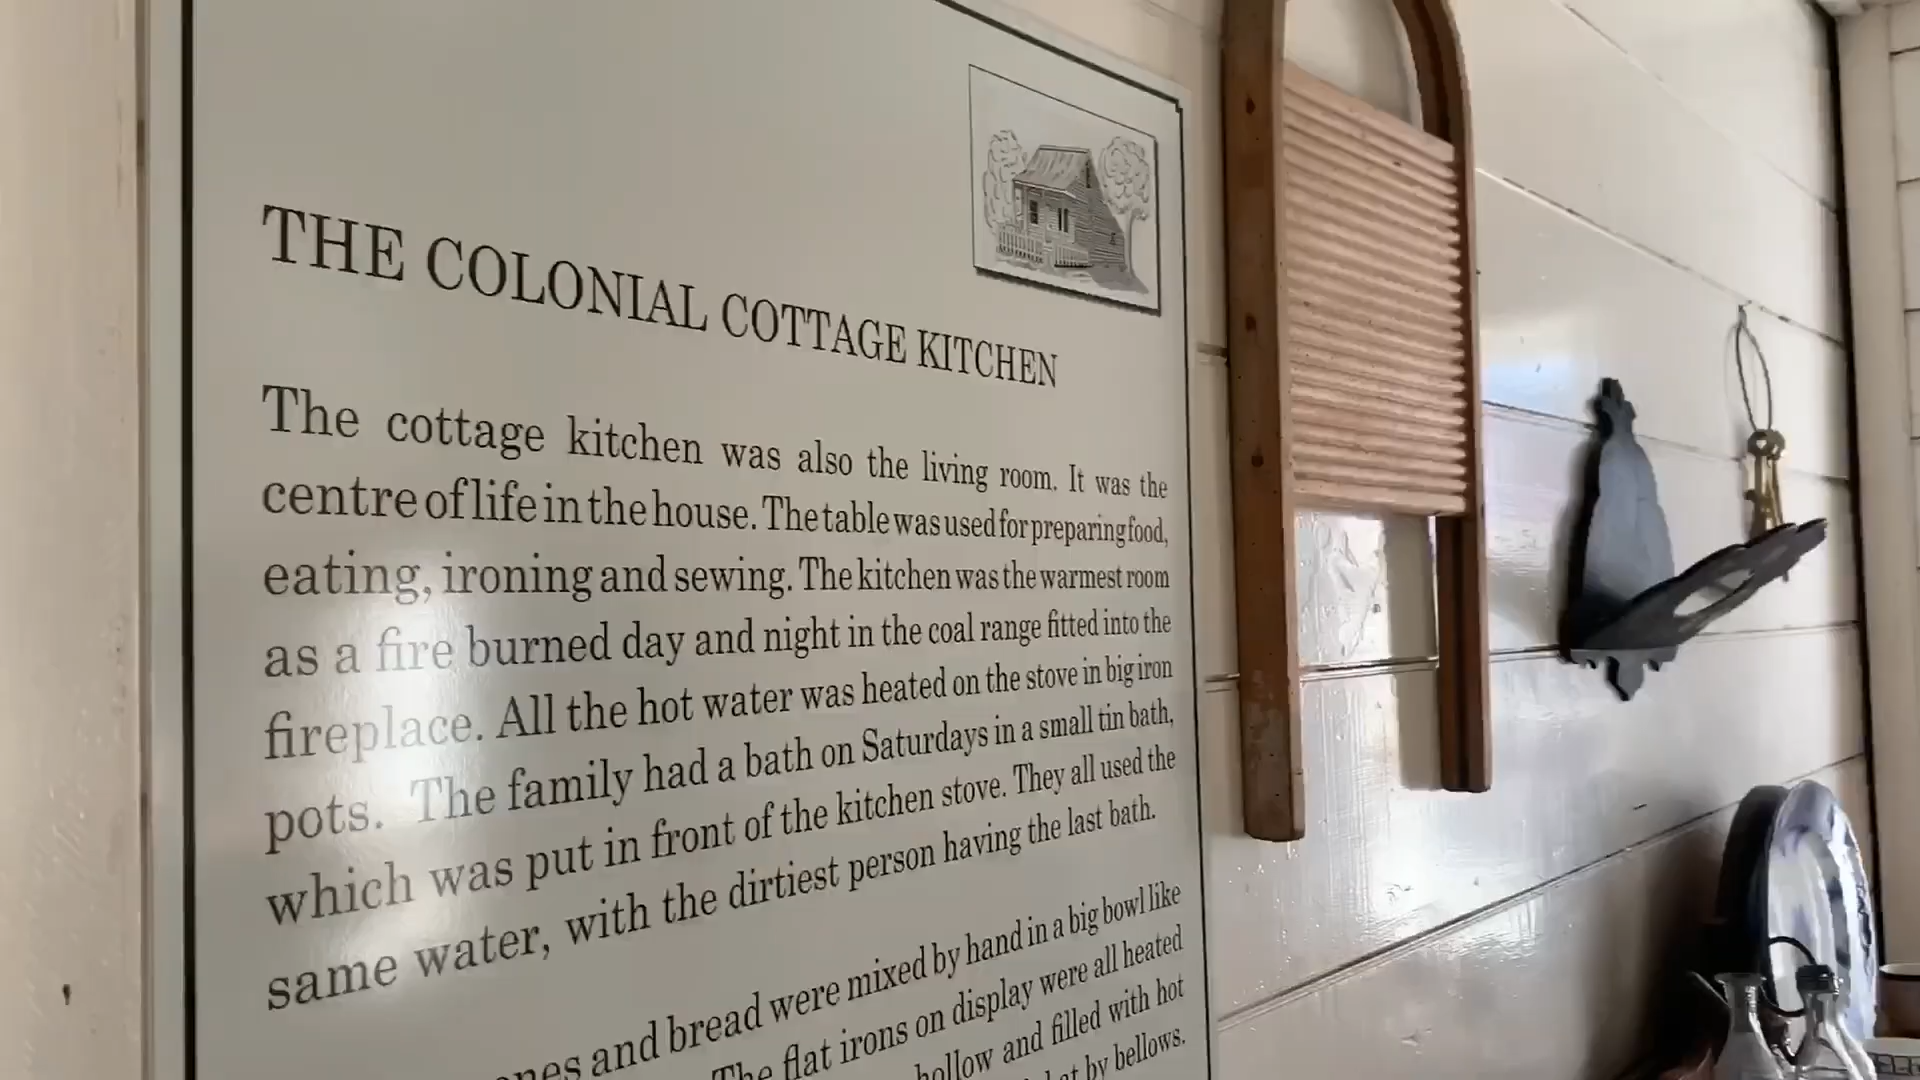 THE COLONIAL COTTAGE KITCHEN
The cottage kitchen was also the living room. It was the
centre of life in the house. The table was used for preparing food,
eating, ironing and sewing. The kitchen was the warmest room
as a fire burned day and night in the coal range fitted into the
fireplace. All the hot water was heated on the stove in big iron
pots. The family had a bath on Saturdays in a small tin bath,
which was put in front of the kitchen stove. They all used the
same water, with the dirtiest person having the last bath.
and bread were mixed by hand in a big bowl like
The flat irons on display were all heated
hollow and filled with hot
by bellows.